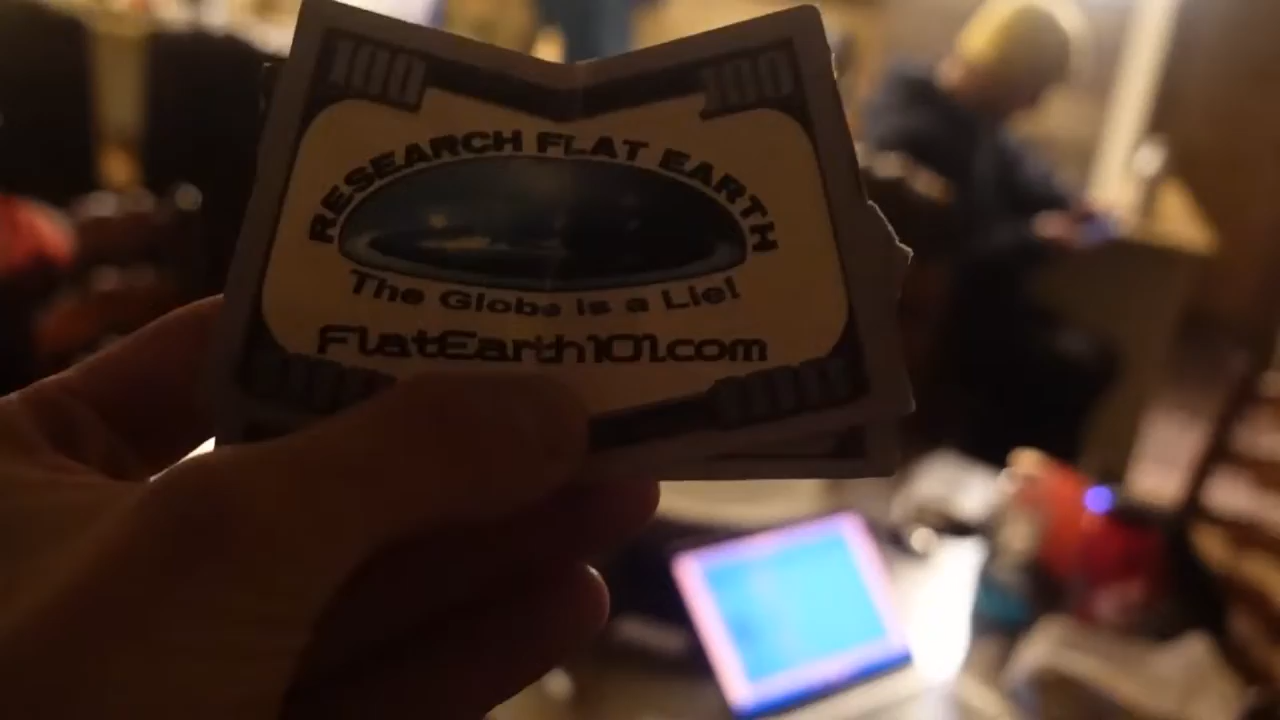 100 100
RESEARCH FLAT EARTH
The Globe is a Lie!
FlatEarth101.com